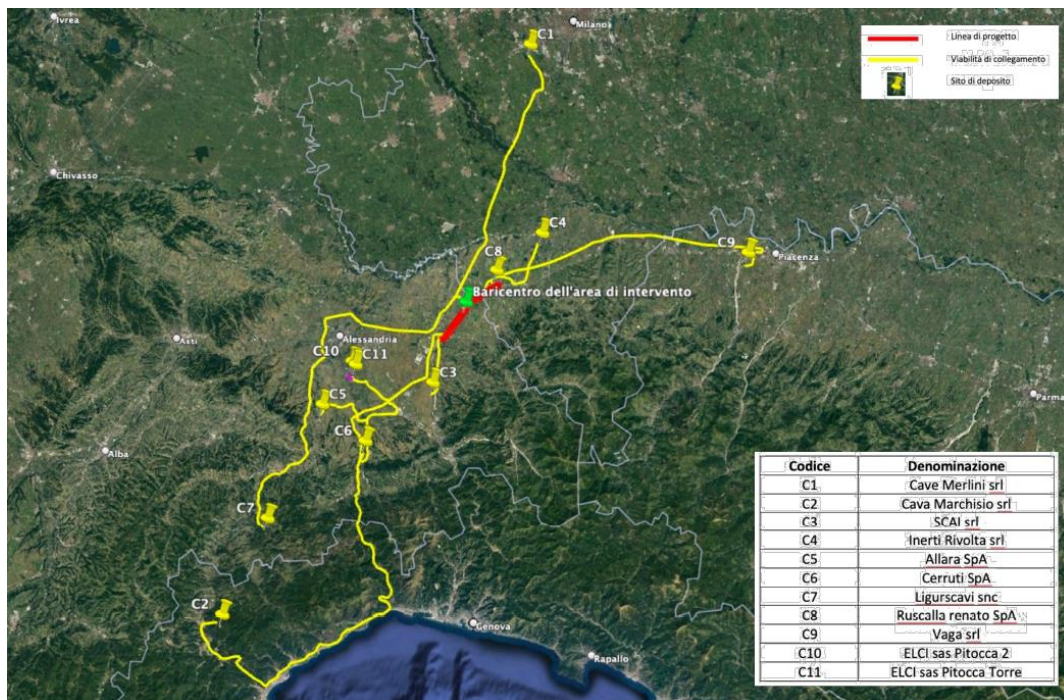 Ivrea
C1
Milano
Linea di progetto
Viabilità di collegamento
Sito di deposito
Chivasso
C4
C9
Piacenza
C8
Baricentro dell'area di intervento
Asti
Alessandria
C10
C11
C3
C5
Parma
C6
Alba
C7
C2
Genova
Rapallo
Codice Denominazione
C1 Cave Merlini srl
C2 Cava Marchisio srl
C3 SCAI srl
C4 Inerti Rivolta srl
C5 Allara SpA
C6 Cerruti SpA
C7 Ligurscavi snc
C8 Ruscalla renato SpA
C9 Vaga srl
C10 ELCI sas Pitocca 2
C11 ELCI sas Pitocca Torre